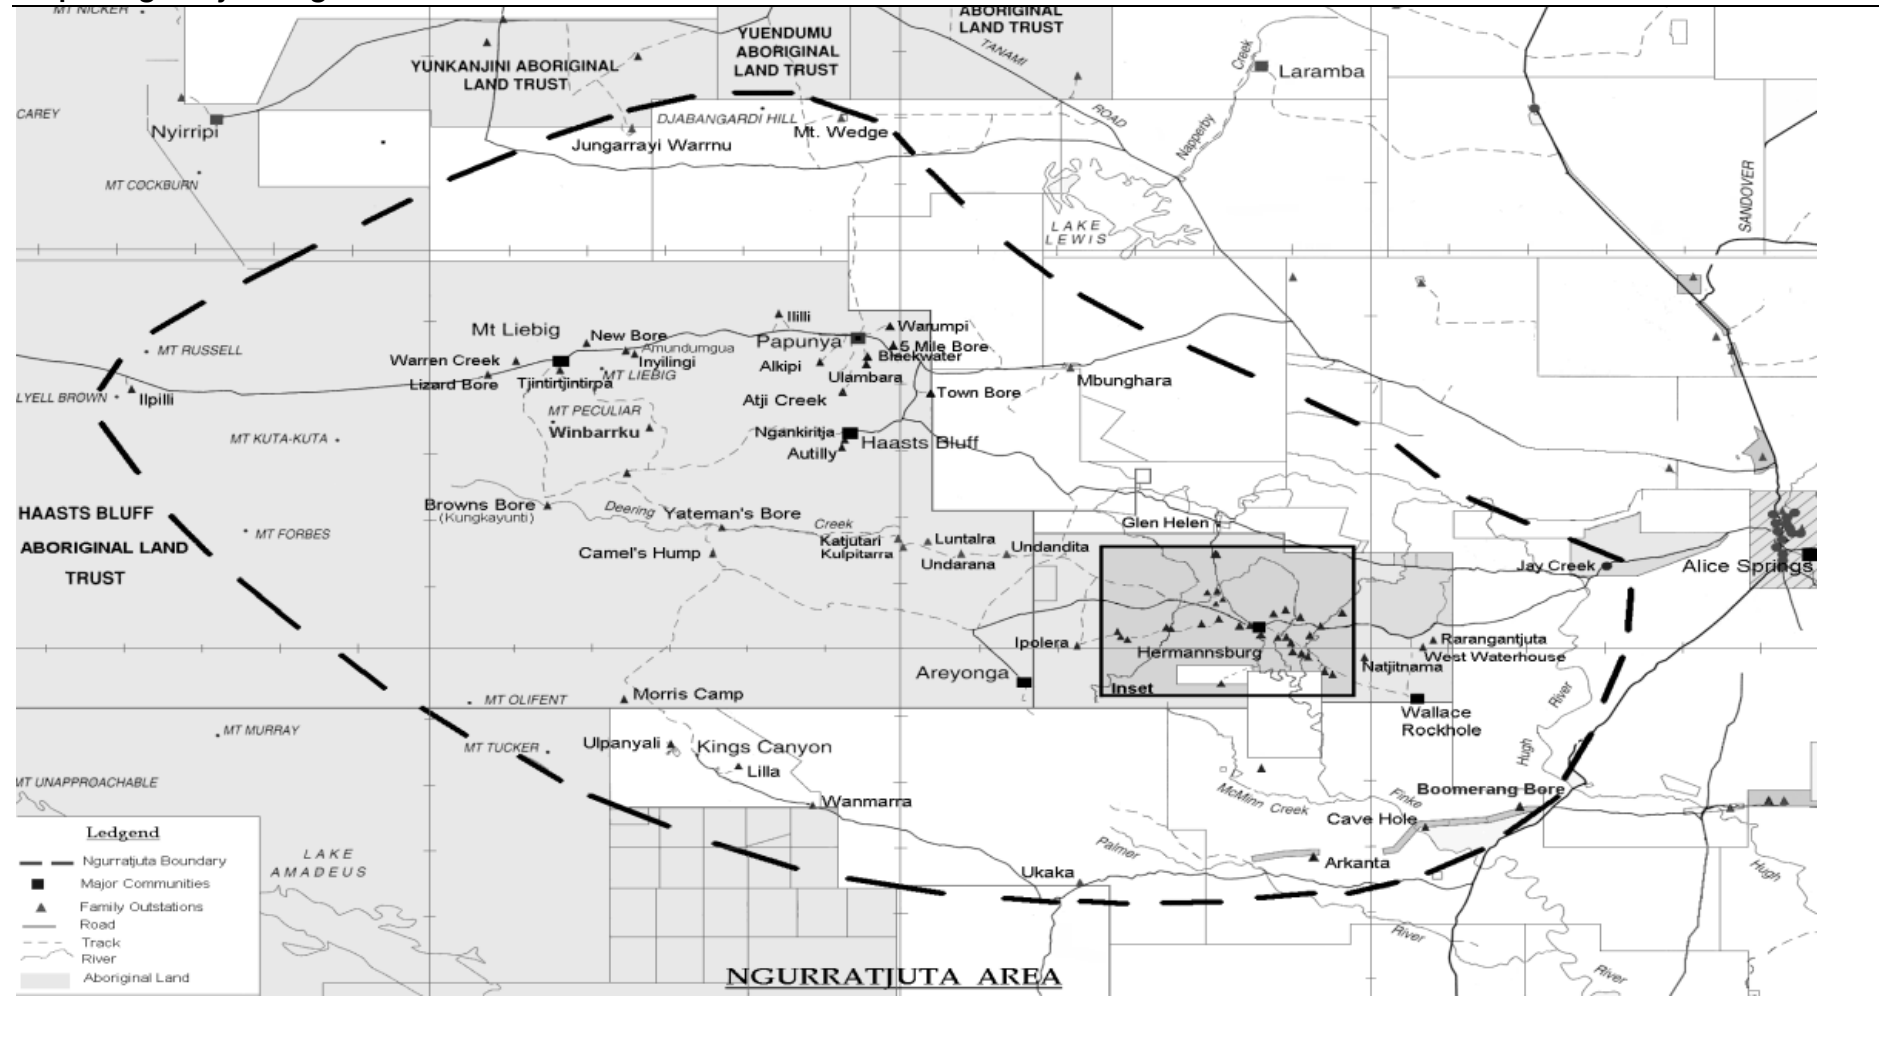 MT NICKER
ABORIGINAL
LAND TRUST
YUENDUMU
ABORIGINAL
LAND TRUST
YUNKANJINI ABORIGINAL
LAND TRUST
TANAMI
ROAD
Creek
Napperby
Laramba
CAREY
Nyirripi
DJABANGARDI HILL
Mt. Wedge
Jungarrayi Warrnu
MT COCKBURN
LAKE
LEWIS
SANDOVER
Mt Liebig
New Bore
Amundumgua
Inyilingi
Warren Creek
Lizard Bore
Tjintirtjintirpa
MT LIEBIG
Ililli
Papunya
Warumpi
5 Mile Bore
Blackwater
Alkipi
Ulambara
Atji Creek
Town Bore
Mbunghara
MT RUSSELL
LYELL BROWN
Ilpilli
MT KUTA-KUTA
MT PECULIAR
Winbarrku
Ngankiritja
Haasts Bluff
Autilly
HAASTS BLUFF
ABORIGINAL LAND
TRUST
MT FORBES
Browns Bore
(Kungkayunti)
Deering
Yateman's Bore
Creek
Camel's Hump
Katjutari
Kulpitarra
Luntalra
Undarana
Undandita
Glen Helen
Jay Creek
Alice Springs
Ipolera
Hermannsburg
Inset
Areyonga
Rarangantjuta
West Waterhouse
Natjitnama
Wallace
Rockhole
River
Hugh
MT OLIFENT
Morris Camp
MT MURRAY
MT TUCKER
Ulpanyali
Kings Canyon
Lilla
Wanmarra
MT UNAPPROACHABLE
McMinn Creek
Finke
Boomerang Bore
Cave Hole
Palmer
Arkanta
Ukaka
River
River
Hugh
LAKE
AMADEUS
Ledgend
Ngurratjuta Boundary
Major Communities
Family Outstations
Road
Track
River
Aboriginal Land
NGURRATJUTA AREA